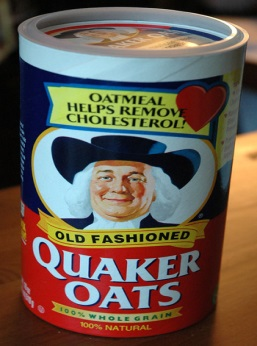 OATMEAL
HELPS REMOVE
CHOLESTEROL!
OLD FASHIONED
QUAKER
OATS
100% WHOLE GRAIN
100% NATURAL